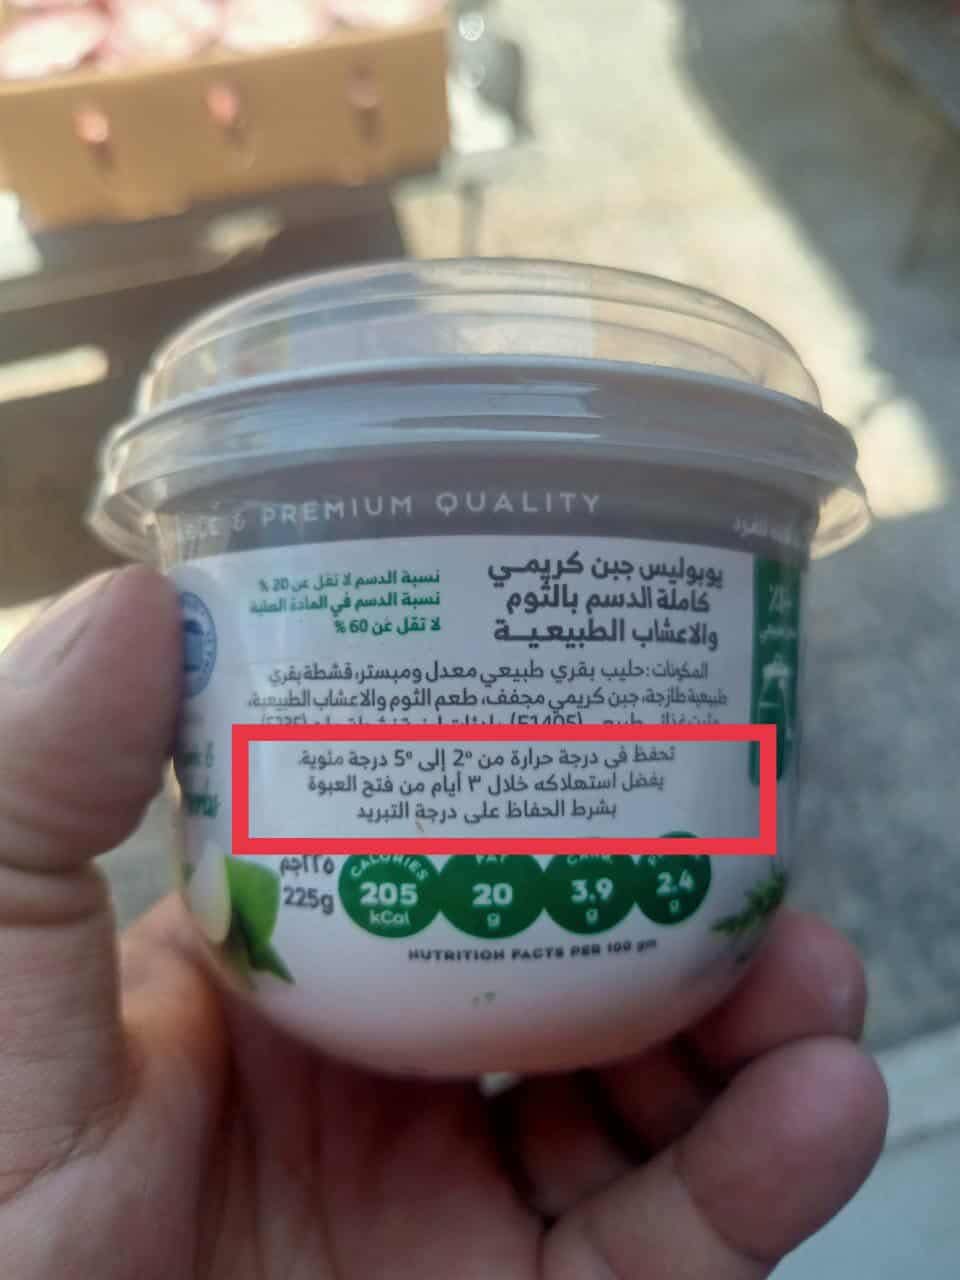 & PREMIUM QUALITY
يوبوليس جبن كريمي
كاملة الدسم بالثوم
والاعشاب الطبيعية
نسبة الدسم لا تقل عن 20 %
نسبة الدسم في المادة الصلبة
لا تقل عن 60 %
المكونات: حليب بقري طبيعي معدل ومبستر، قشطة بقري
طبيعية طازجة، جبن كريمي مجفف، طعم الثوم والاعشاب الطبيعية،
(E1405) (E235)
تحفظ في درجة حرارة من 2° إلى 5° درجة مئوية.
يفضل استهلاكه خلال ٣ أيام من فتح العبوة
بشرط الحفاظ على درجة التبريد
٢٢٥جم
225g
CALORIES
205
kCal
FAT
20
g
3.9
g
2.4
g
NUTRITION FACTS PER 100 gm